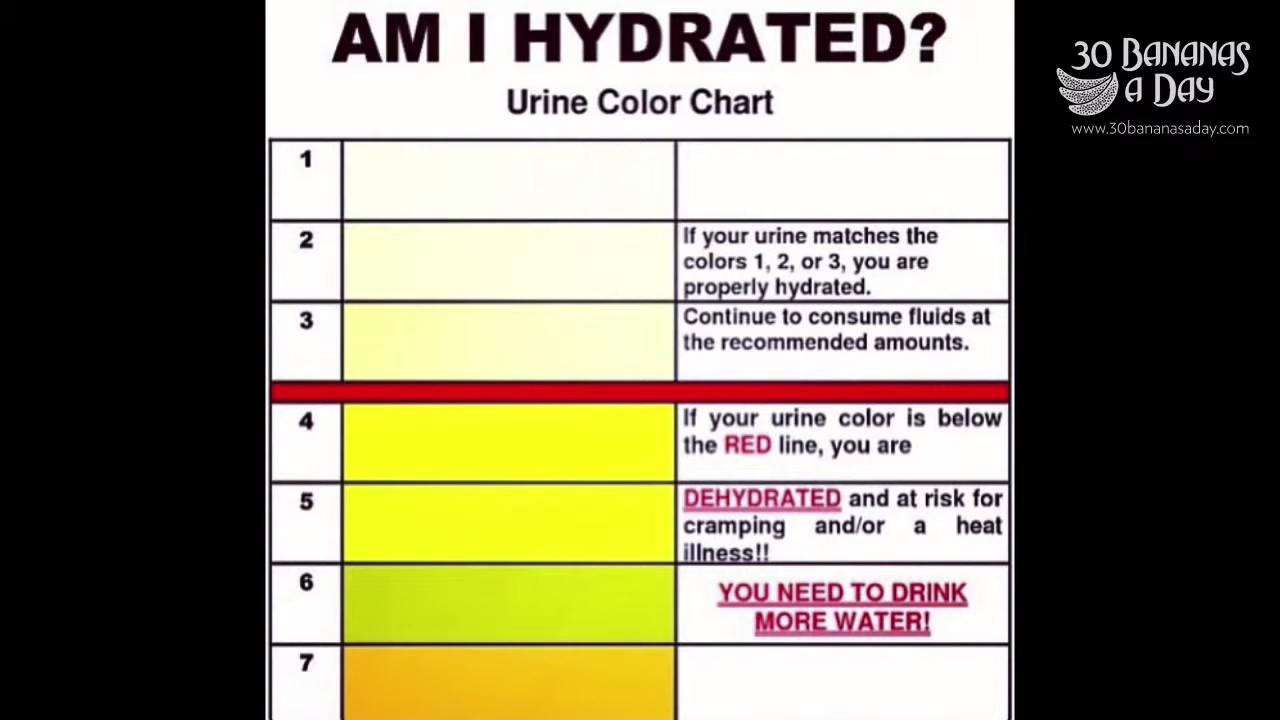 AM I HYDRATED?
Urine Color Chart
30 BANANAS
A DAY
www.30bananasaday.com
1
2
If your urine matches the
colors 1, 2, or 3, you are
properly hydrated.
3
Continue to consume fluids at
the recommended amounts.
4
If your urine color is below
the RED line, you are
5
DEHYDRATED and at risk for
cramping and/or a heat
illness!!
6
YOU NEED TO DRINK
MORE WATER!
7